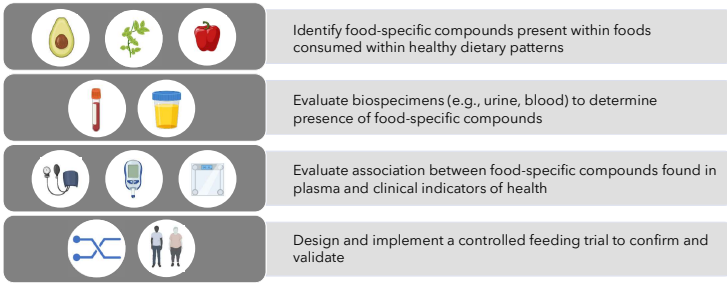 Identify food-specific compounds present within foods
consumed within healthy dietary patterns
Evaluate biospecimens (e.g., urine, blood) to determine
presence of food-specific compounds
Evaluate association between food-specific compounds found in
plasma and clinical indicators of health
Design and implement a controlled feeding trial to confirm and
validate